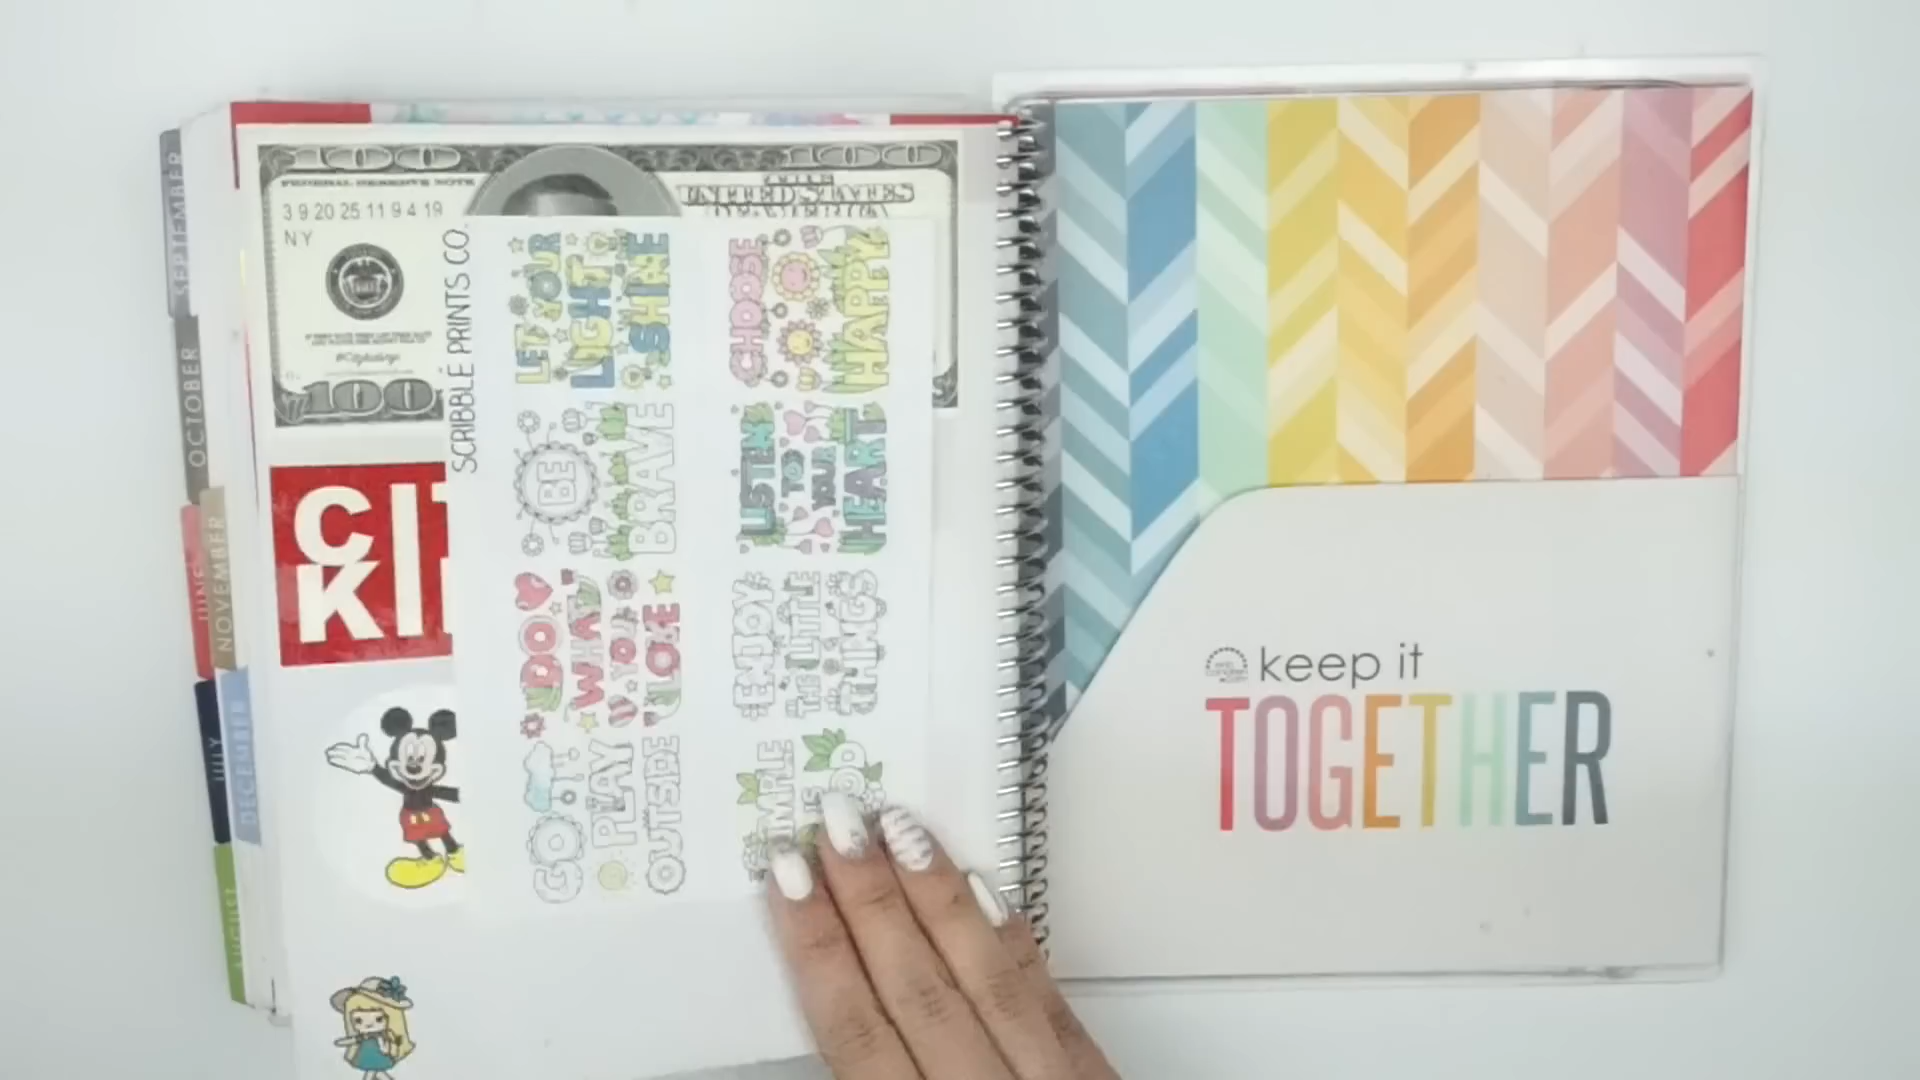 SEPTEMBER
OCTOBER
NOVEMBER
JUNE
JULY
DECEMBER
AUGUST
100
100
FEDERAL RESERVE NOTE
THE
UNITED STATES
3 9 20 25 11 9 4 19
NY
100
SCRIBBLE PRINTS CO.
LET YOUR
LIGHT
SHINE
CHOOSE
HAPPY
BE
BRAVE
LISTEN
TO YOUR
HEART
DO
WHAT
YOU
LOVE
ENJOY
THE LITTLE
THINGS
GO
PLAY
OUTSIDE
IS
CI
KI
keep it
TOGETHER